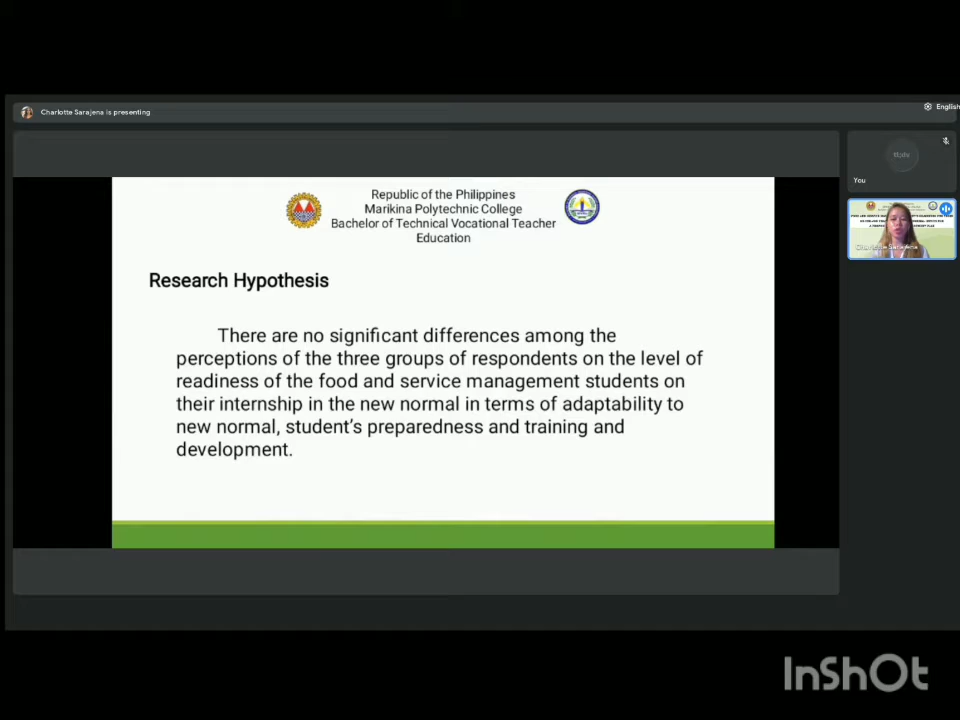 Charlotte Sarajena is presenting
English
You
Charlotte Sarajena
Republic of the Philippines
Marikina Polytechnic College
Bachelor of Technical Vocational Teacher
Education
Research Hypothesis
There are no significant differences among the
perceptions of the three groups of respondents on the level of
readiness of the food and service management students on
their internship in the new normal in terms of adaptability to
new normal, student's preparedness and training and
development.
InShOt